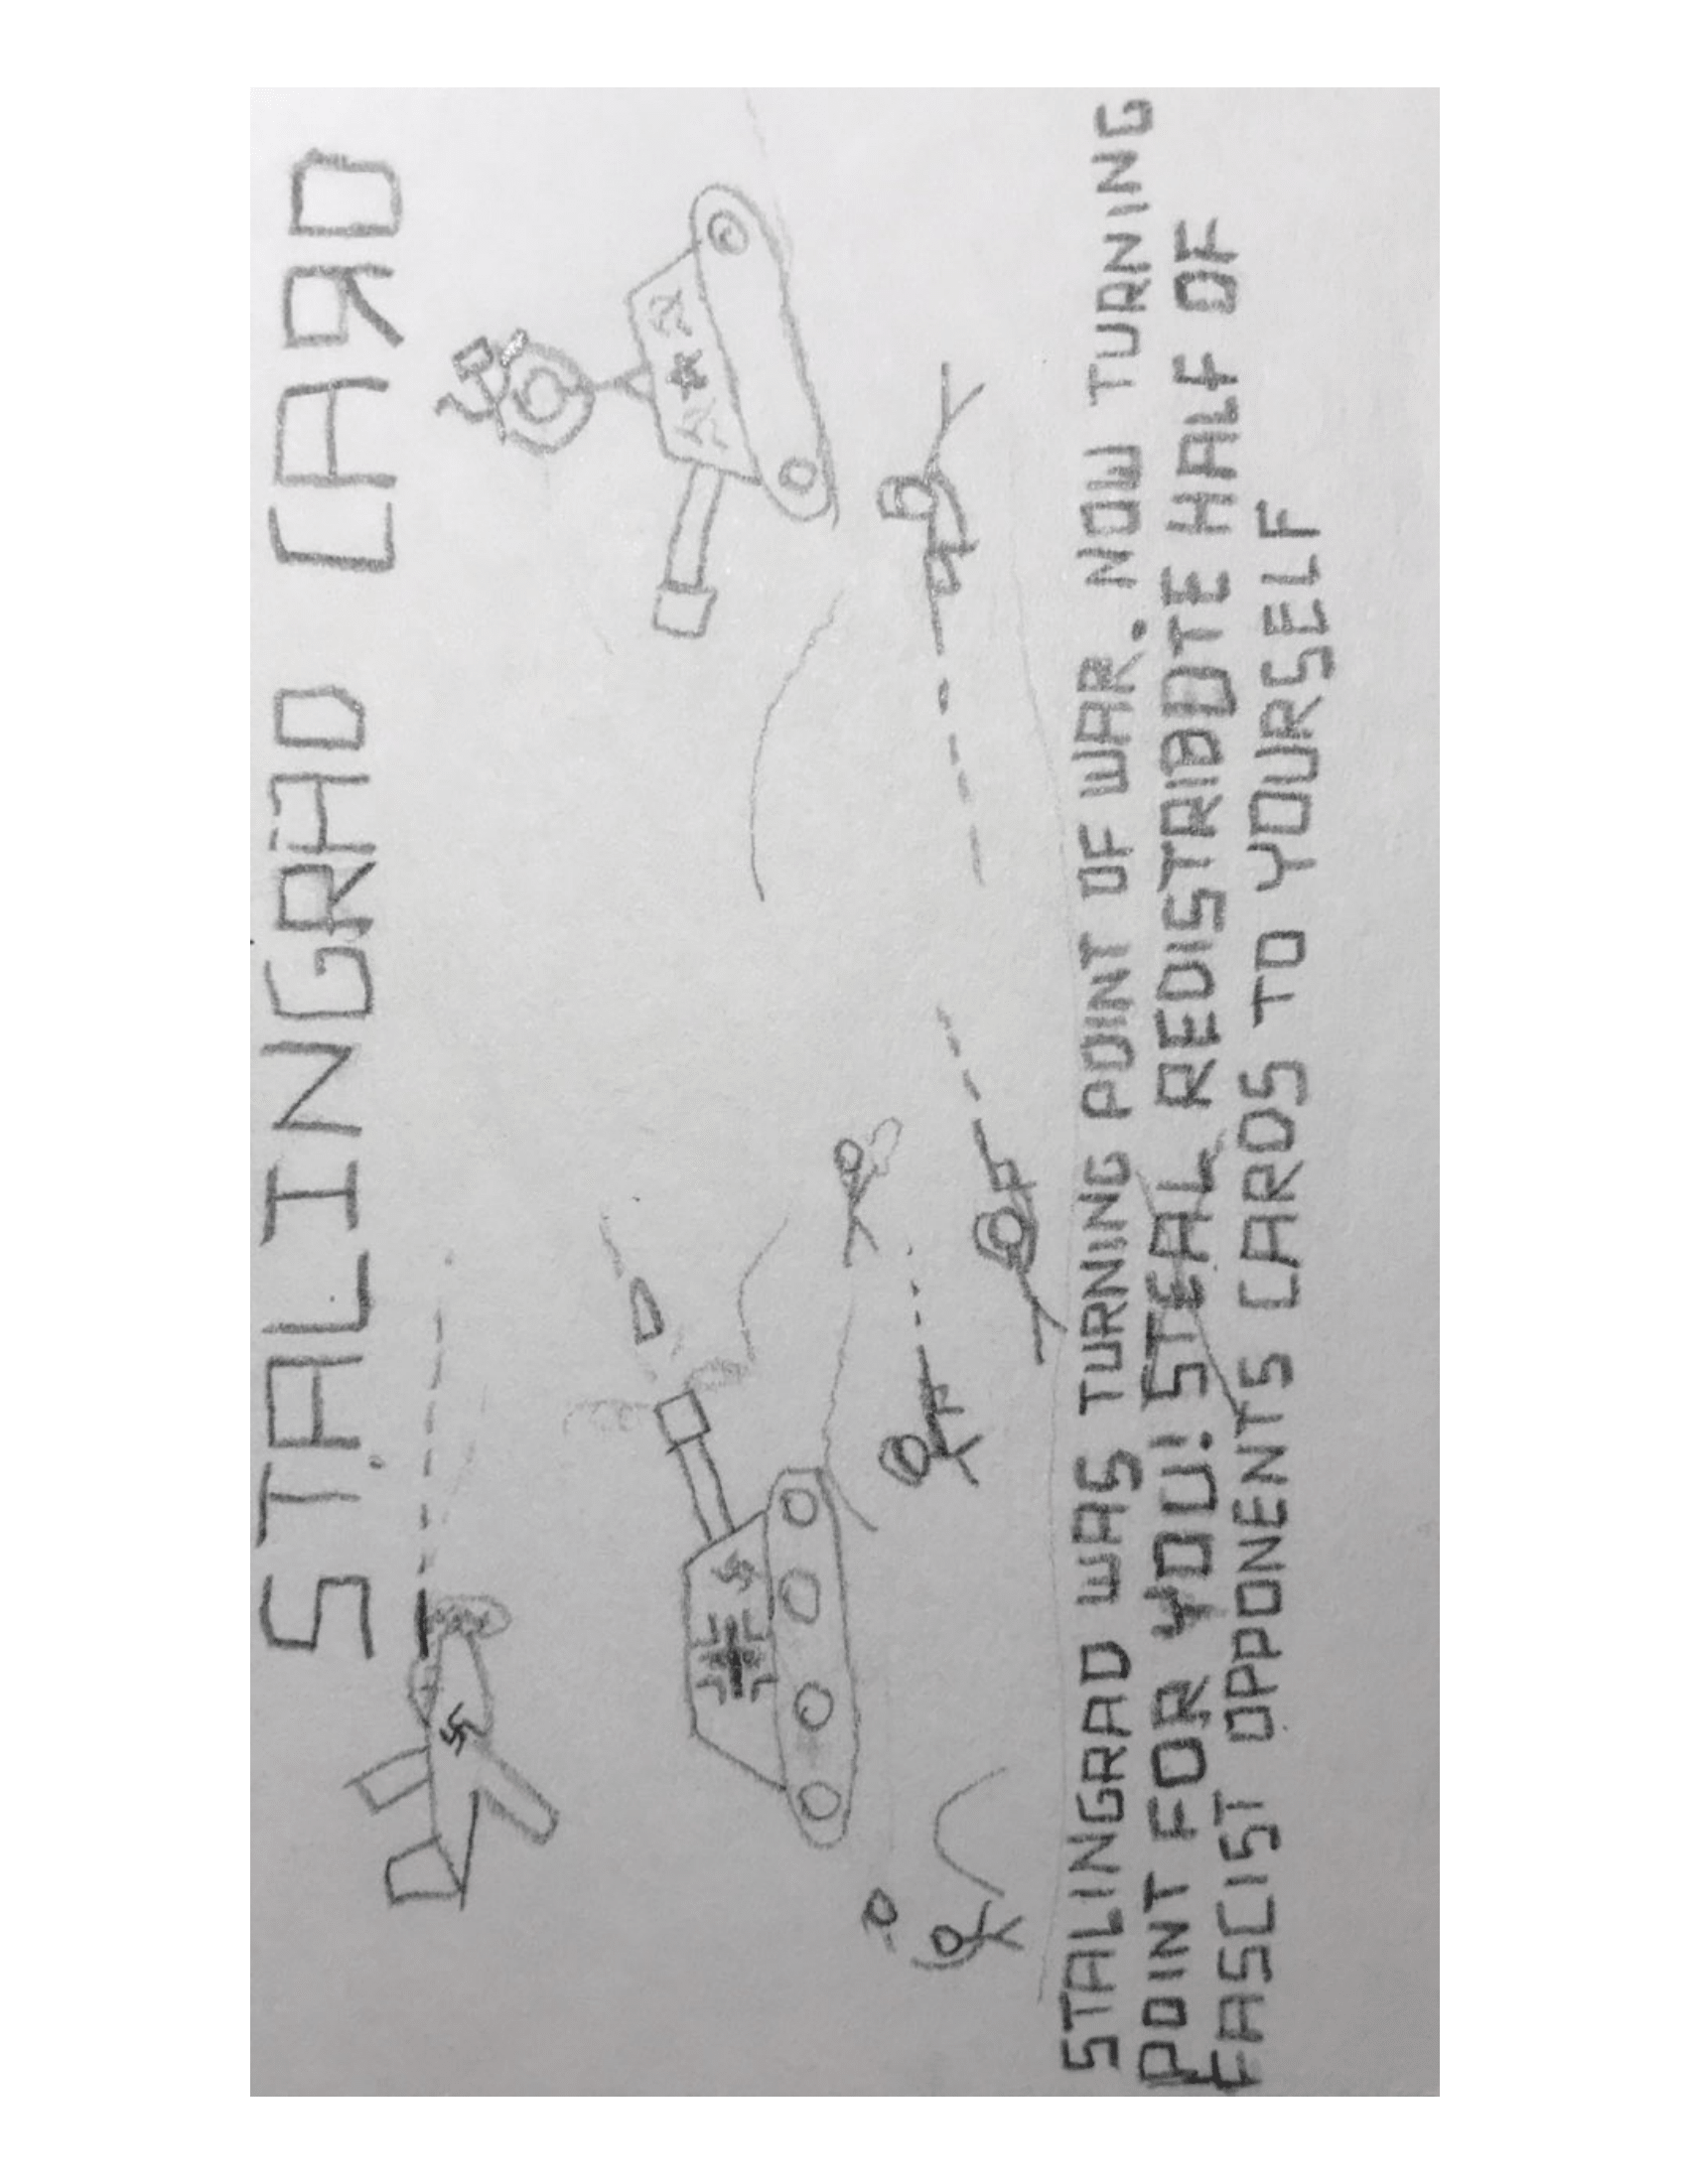 STALINGRAD CAЯD
STALINGRAD WAS TURNING POINT OF WAR. NOW TURNING
POINT FOR YOU! STEAL REDISTRIBUTE HALF OF
FASCIST OPPONENTS CARDS TO YOURSELF